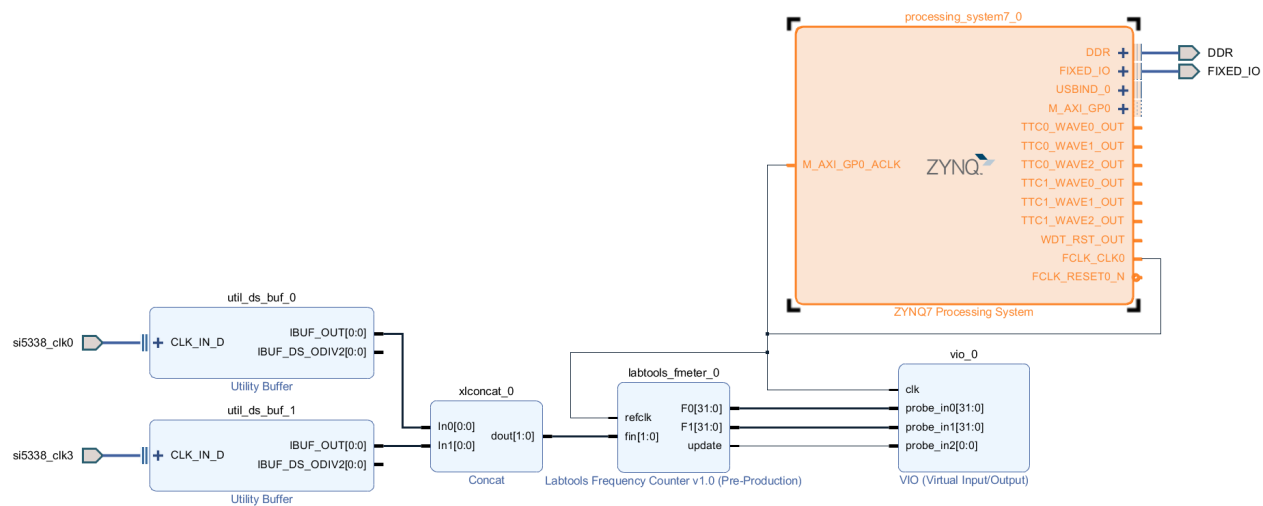 processing_system7_0
DDR
FIXED_IO
USBIND_0
M_AXI_GP0
TTC0_WAVE0_OUT
TTC0_WAVE1_OUT
TTC0_WAVE2_OUT
TTC1_WAVE0_OUT
TTC1_WAVE1_OUT
TTC1_WAVE2_OUT
WDT_RST_OUT
FCLK_CLK0
FCLK_RESET0_N
M_AXI_GP0_ACLK
ZYNQ
ZYNQ7 Processing System
DDR
FIXED_IO
util_ds_buf_0
si5338_clk0
CLK_IN_D
IBUF_OUT[0:0]
IBUF_DS_ODIV2[0:0]
Utility Buffer
util_ds_buf_1
si5338_clk3
CLK_IN_D
IBUF_OUT[0:0]
IBUF_DS_ODIV2[0:0]
Utility Buffer
xlconcat_0
In0[0:0]
In1[0:0]
dout[1:0]
Concat
labtools_fmeter_0
refclk
fin[1:0]
F0[31:0]
F1[31:0]
update
Labtools Frequency Counter v1.0 (Pre-Production)
vio_0
clk
probe_in0[31:0]
probe_in1[31:0]
probe_in2[0:0]
VIO (Virtual Input/Output)